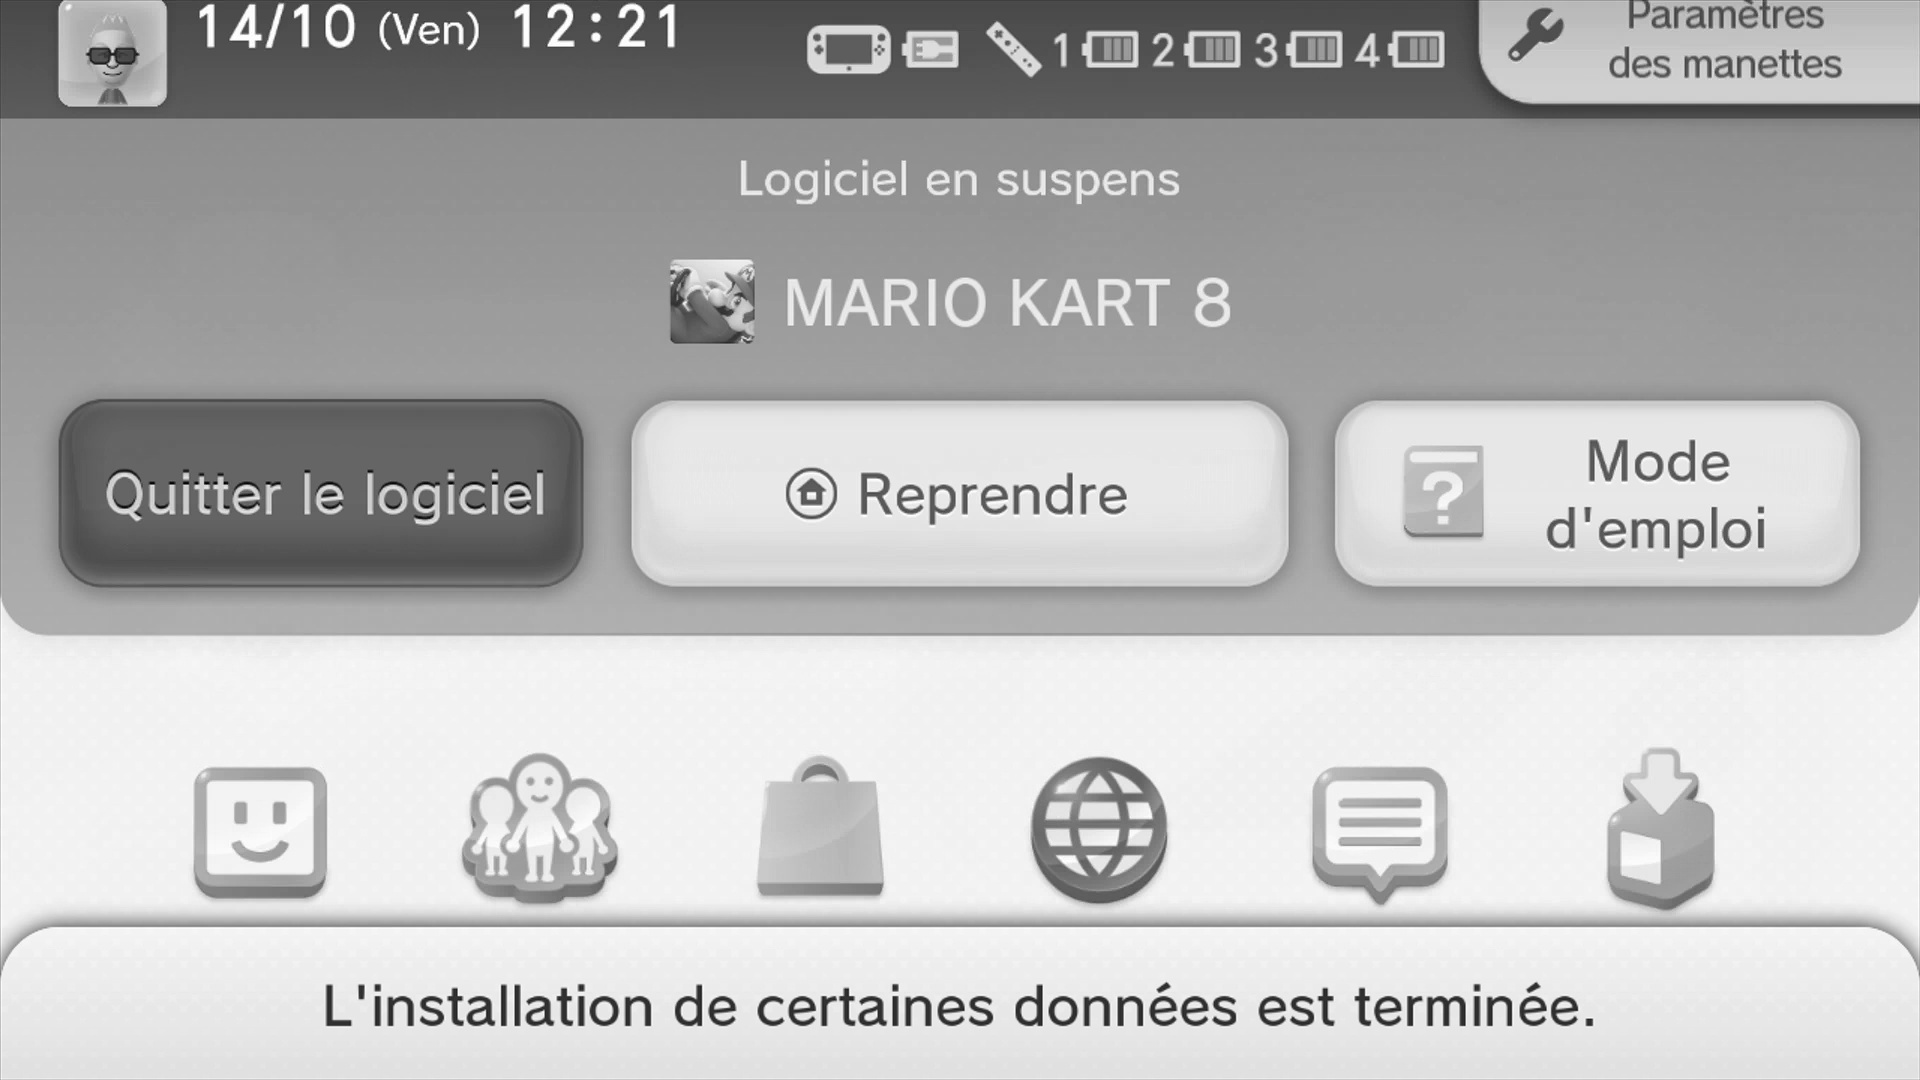 14/10 (Ven) 12:21
1 2 3 4
Paramètres
des manettes
Logiciel en suspens
MARIO KART 8
Quitter le logiciel
Reprendre
?
Mode
d'emploi
L'installation de certaines données est terminée.